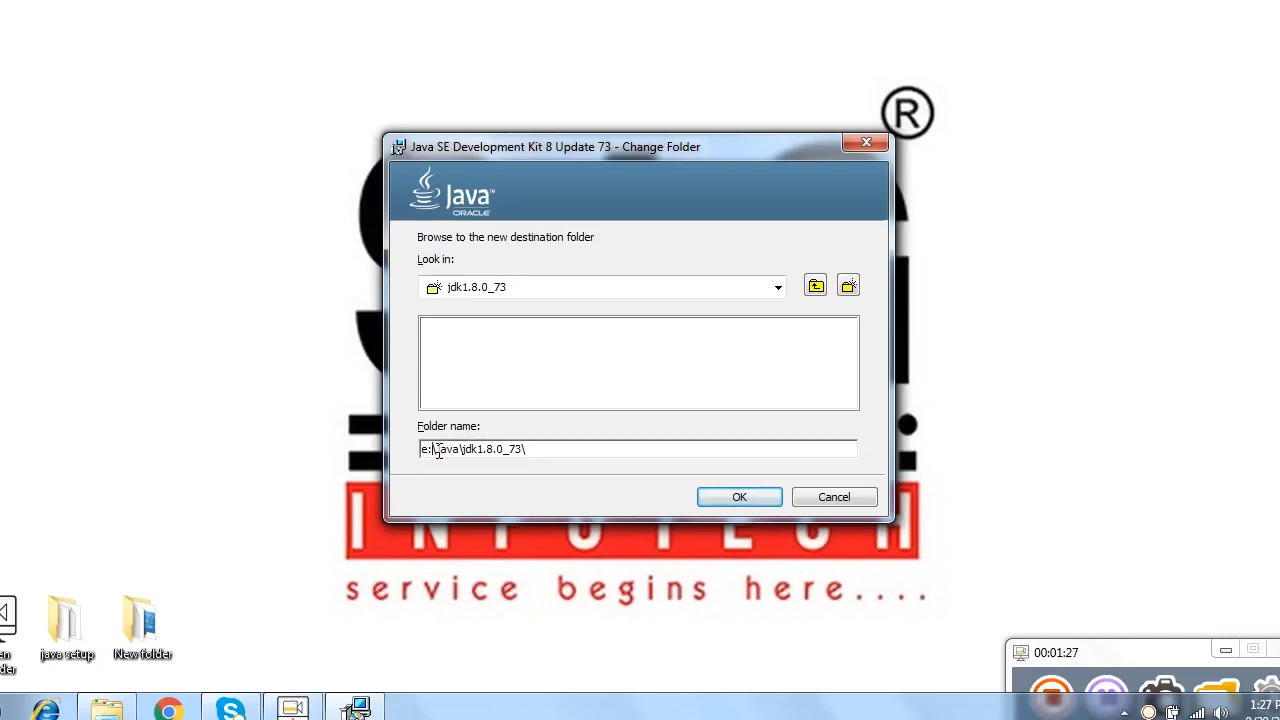 ®
Java SE Development Kit 8 Update 73 - Change Folder
Java™
ORACLE
Browse to the new destination folder
Look in:
jdk1.8.0_73
Folder name:
e:\Java\jdk1.8.0_73\
OK
Cancel
INFOTECH
service begins here....
java setup
New folder
00:01:27
1:27 P